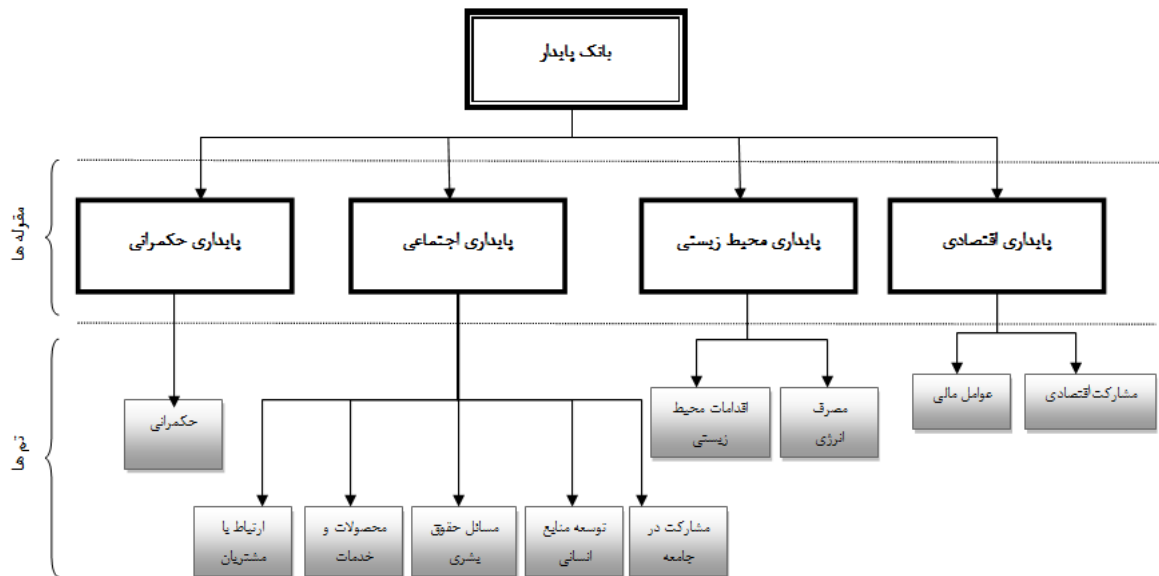 بانک پایدار
مقوله ها
پایداری اقتصادی
پایداری محیط زیستی
پایداری اجتماعی
پایداری حکمرانی
تم ها
مشارکت اقتصادی
عوامل مالی
مصرف
انرژی
اقدامات محیط
زیستی
حکمرانی
مشارکت در
جامعه
توسعه منابع
انسانی
مسائل حقوق
بشری
محصولات و
خدمات
ارتباط با
مشتریان